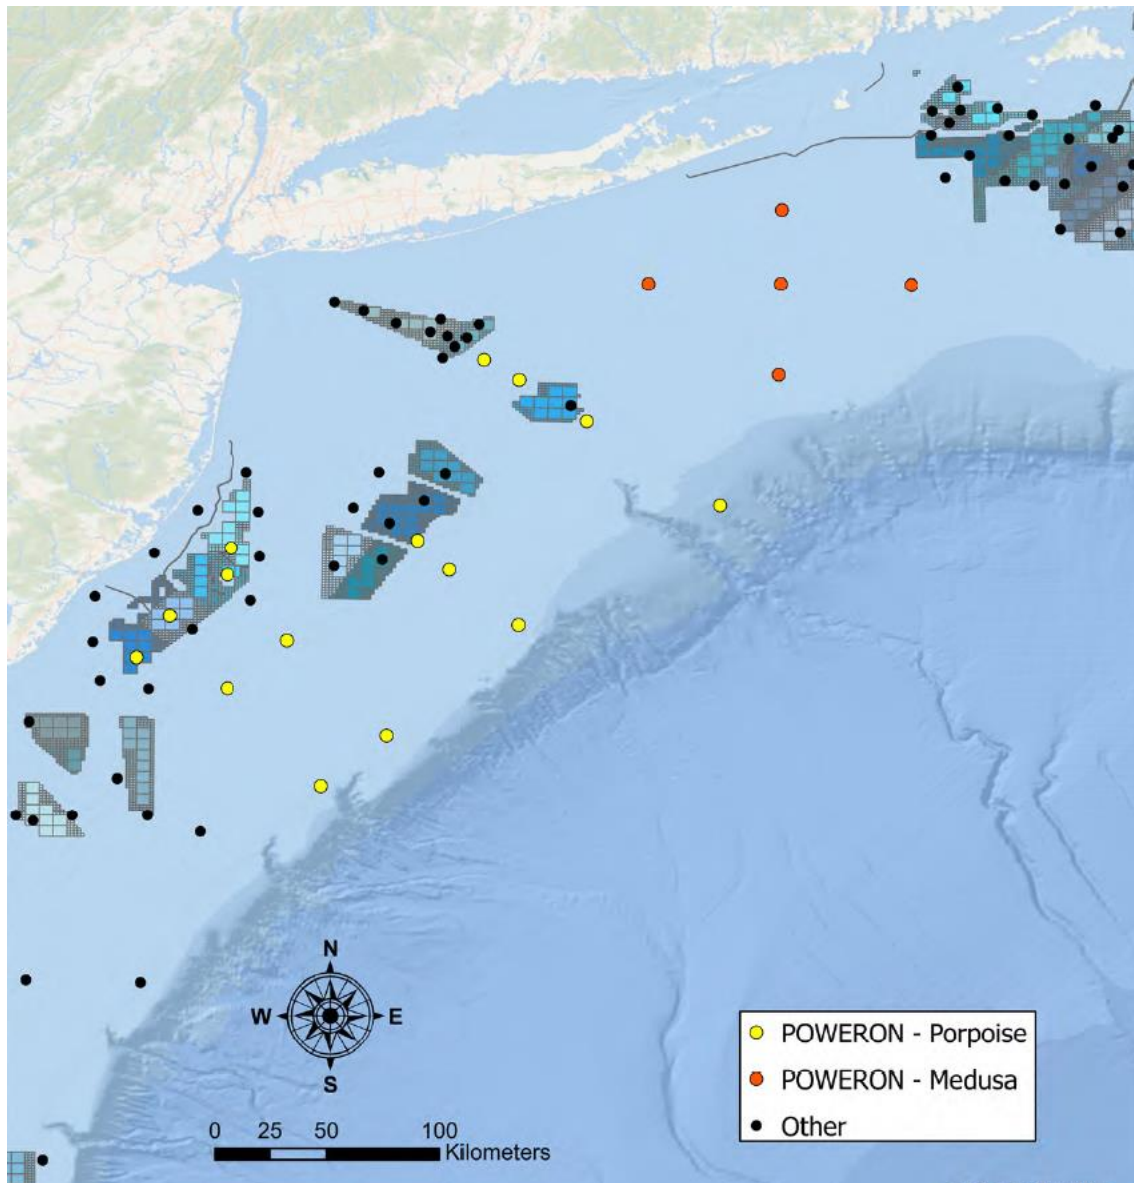 N
W E
S
0 25 50 100
Kilometers
POWERON - Porpoise
POWERON - Medusa
Other